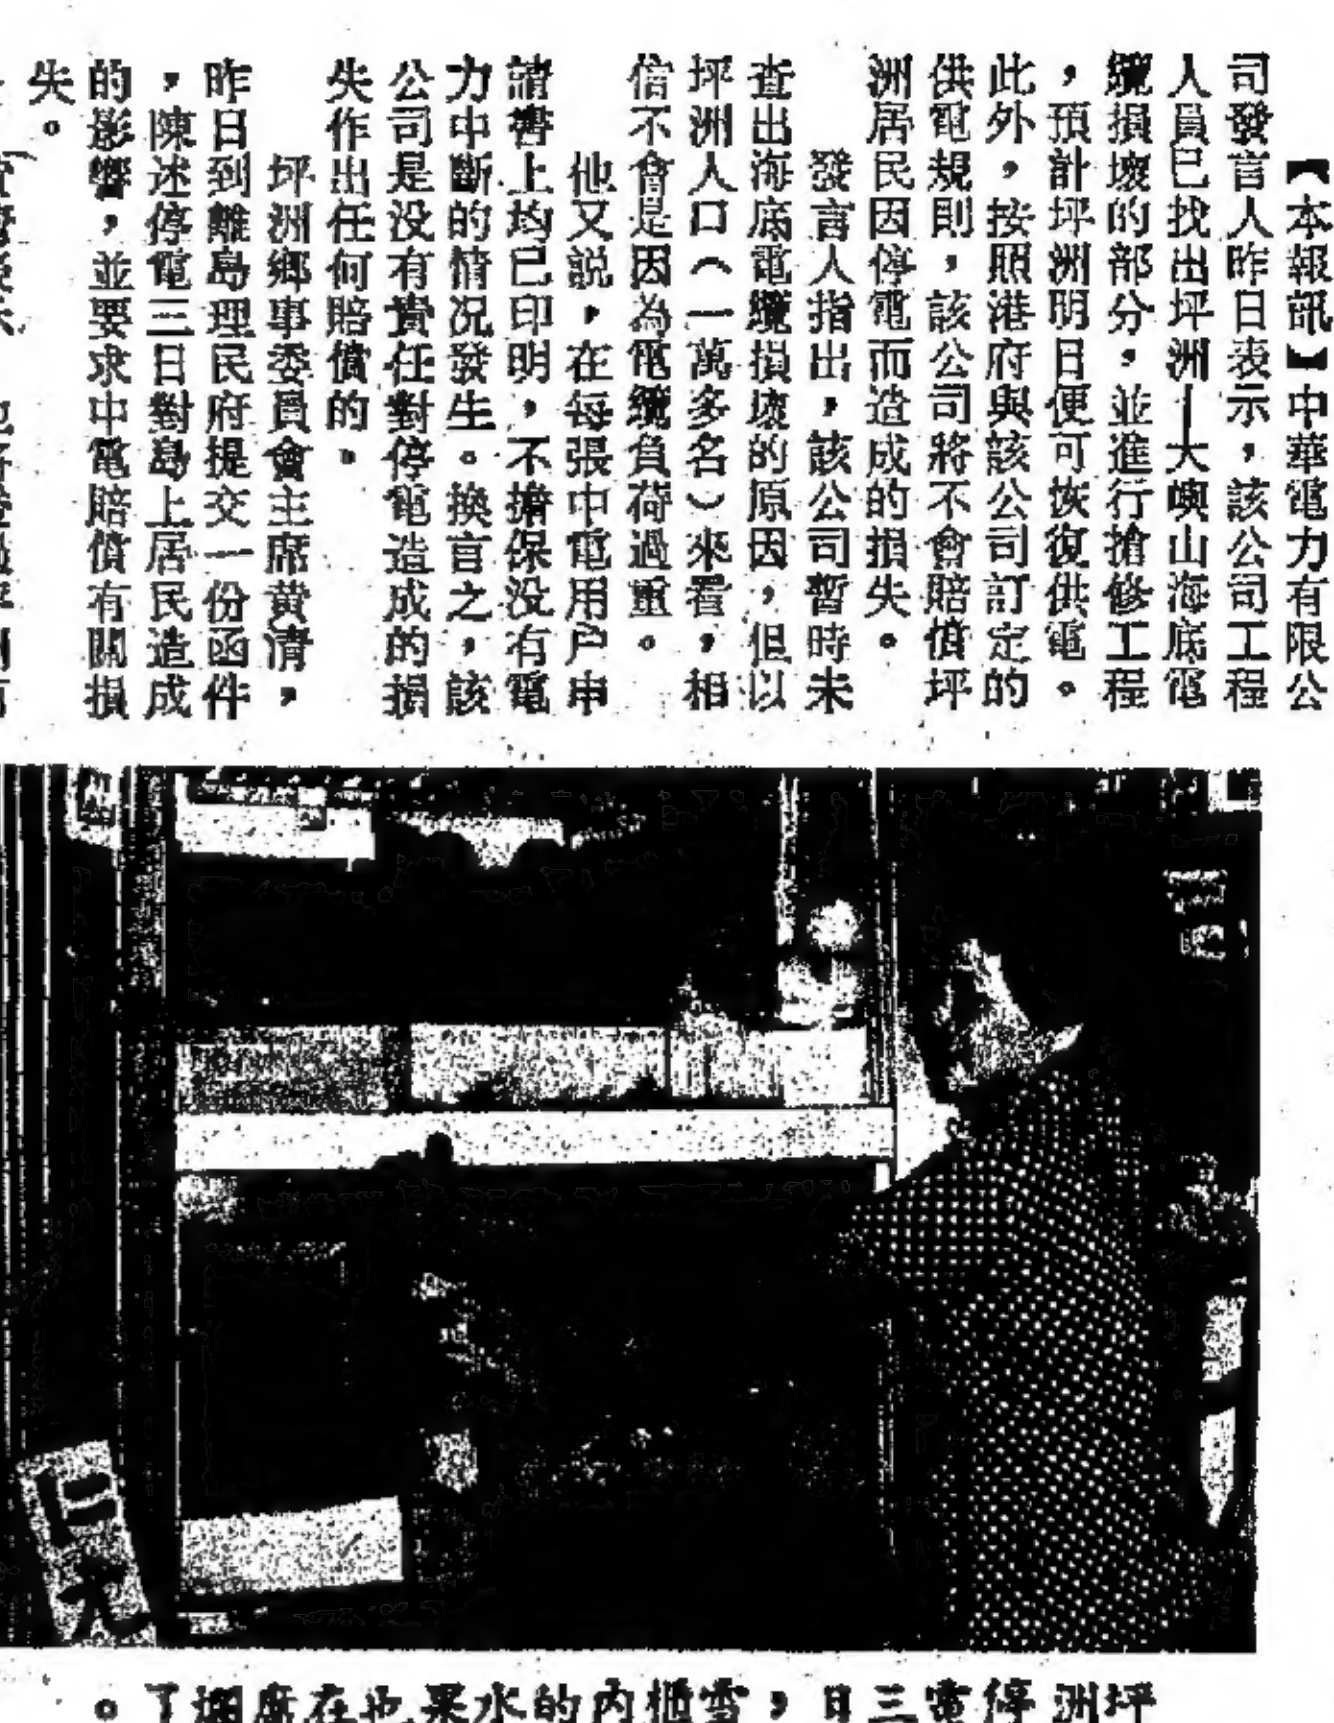 【本報訊】中華電力有限公
司發言人昨日表示，該公司工程
人員已找出坪洲—大嶼山海底電
纜損壞的部分，並進行搶修工程
，預計坪洲明日便可恢復供電。
此外，按照港府與該公司訂定的
供電規則，該公司將不會賠償坪
洲居民因停電而造成的損失。
發言人指出，該公司暫時未
查出海底電纜損壞的原因，但以
坪洲人口（一萬多名）來看，相
信不會是因為電纜負荷過重。
他又説，在每張中電用户申
請書上均已印明，不擔保没有電
力中斷的情況發生。換言之，該
公司是没有責任對停電造成的損
失作出任何賠償的。
坪洲鄉事委員會主席黄清，
昨日到離島理民府提交一份函件
，陳述停電三日對島上居民造成
的影響，並要求中電賠償有關損
失。
坪洲停電三日，雪櫃内的水果也在腐爛了。